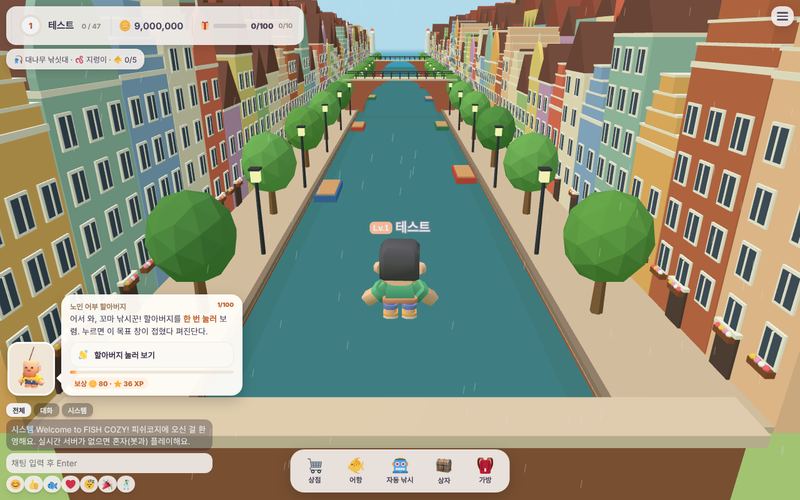 1 테스트 0 / 47 9,000,000 0/100 0/10
대나무 낚싯대 · 지렁이 · 0/5
Lv.1 테스트
노인 어부 할아버지 1/100
어서 와, 꼬마 낚시꾼! 할아버지를 한 번 눌러 보
렴. 누르면 이 목표 창이 접혔다 펴진단다.
할아버지 눌러 보기
보상 80 · 36 XP
전체 대화 시스템
시스템 Welcome to FISH COZY! 피쉬코지에 오신 걸 환
영해요. 실시간 서버가 없으면 혼자(봇과) 플레이해요.
채팅 입력 후 Enter
상점 어항 자동 낚시 상자 가방